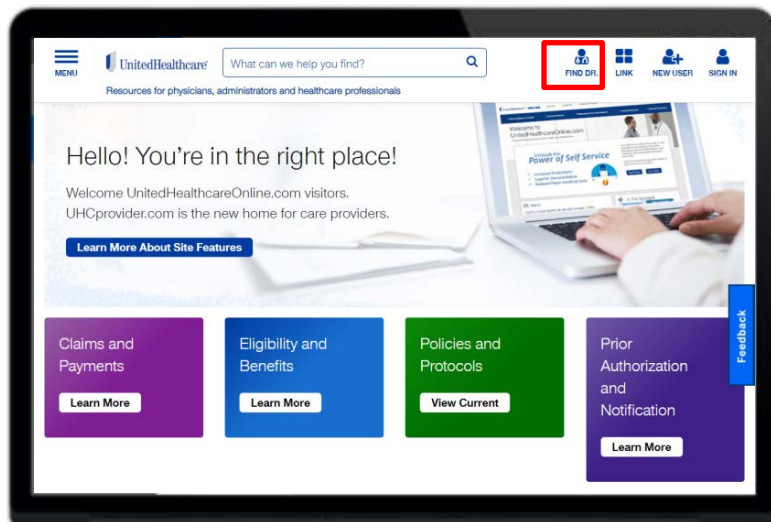 MENU
UnitedHealthcare
What can we help you find?
FIND DR.
LINK
NEW USER
SIGN IN
Resources for physicians, administrators and healthcare professionals
Welcome to
UnitedHealthcareOnline.com
Power of Self Service
Hello! You're in the right place!
Welcome UnitedHealthcareOnline.com visitors.
UHCprovider.com is the new home for care providers.
Learn More About Site Features
Feedback
Claims and
Payments
Learn More
Eligibility and
Benefits
Learn More
Policies and
Protocols
View Current
Prior
Authorization
and
Notification
Learn More